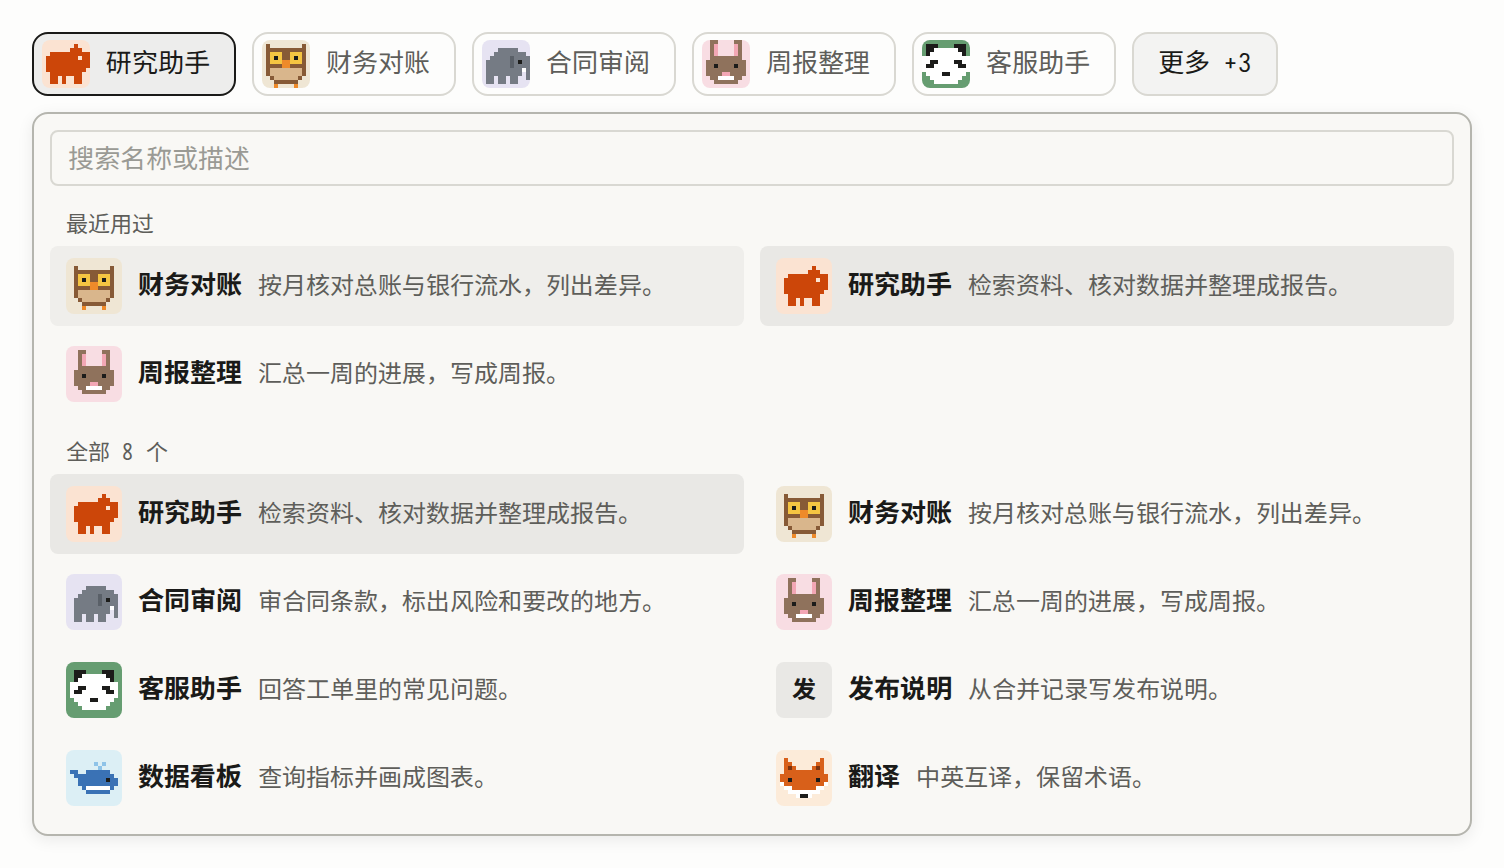 研究助手 财务对账 合同审阅 周报整理 客服助手 更多 +3
搜索名称或描述
最近用过
财务对账 按月核对总账与银行流水，列出差异。 研究助手 检索资料、核对数据并整理成报告。
周报整理 汇总一周的进展，写成周报。
全部 8 个
研究助手 检索资料、核对数据并整理成报告。 财务对账 按月核对总账与银行流水，列出差异。
合同审阅 审合同条款，标出风险和要改的地方。 周报整理 汇总一周的进展，写成周报。
客服助手 回答工单里的常见问题。 发 发布说明 从合并记录写发布说明。
数据看板 查询指标并画成图表。 翻译 中英互译，保留术语。